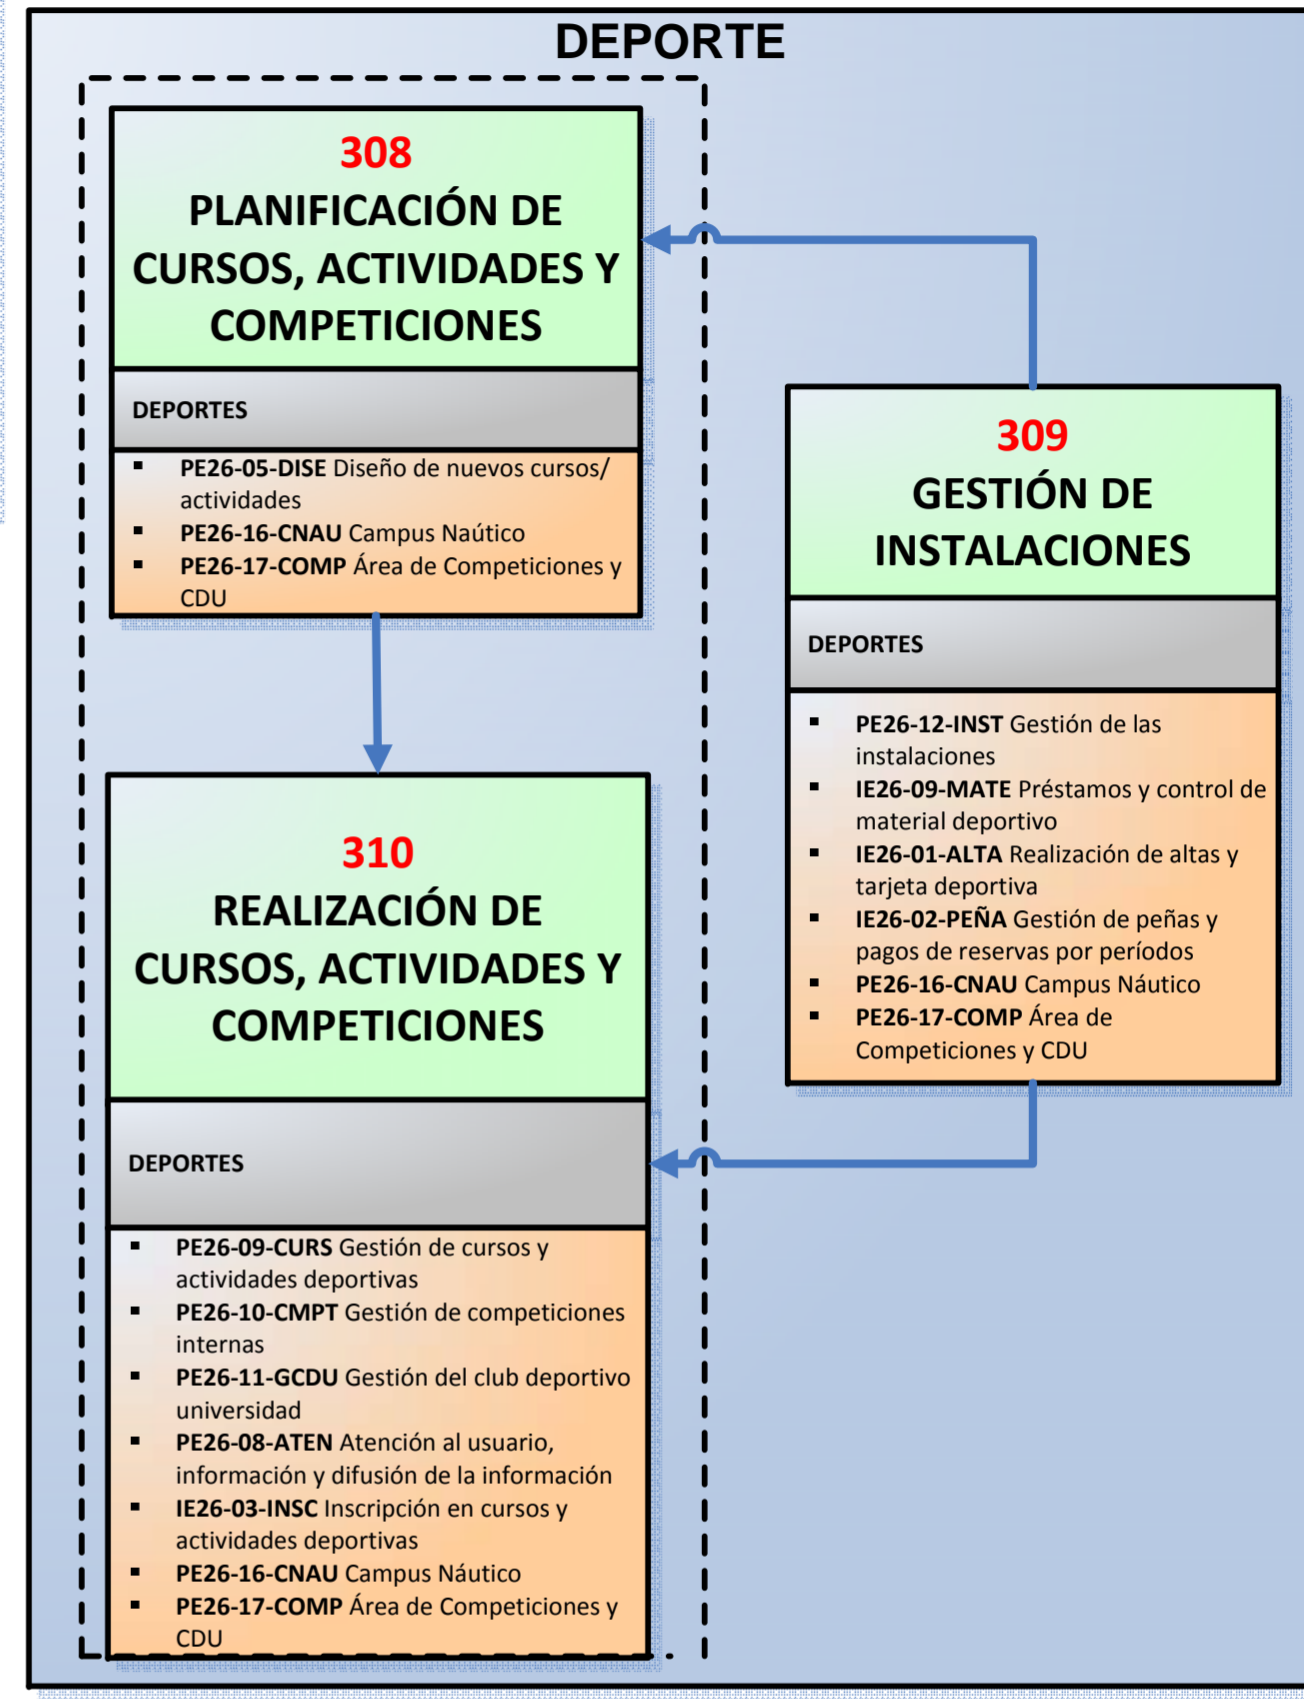 DEPORTE
308
PLANIFICACIÓN DE
CURSOS, ACTIVIDADES Y
COMPETICIONES
DEPORTES
▪ PE26-05-DISE Diseño de nuevos cursos/
actividades
▪ PE26-16-CNAU Campus Naútico
▪ PE26-17-COMP Área de Competiciones y
CDU
309
GESTIÓN DE
INSTALACIONES
DEPORTES
▪ PE26-12-INST Gestión de las
instalaciones
▪ IE26-09-MATE Préstamos y control de
material deportivo
▪ IE26-01-ALTA Realización de altas y
tarjeta deportiva
▪ IE26-02-PEÑA Gestión de peñas y
pagos de reservas por períodos
▪ PE26-16-CNAU Campus Náutico
▪ PE26-17-COMP Área de
Competiciones y CDU
310
REALIZACIÓN DE
CURSOS, ACTIVIDADES Y
COMPETICIONES
DEPORTES
▪ PE26-09-CURS Gestión de cursos y
actividades deportivas
▪ PE26-10-CMPT Gestión de competiciones
internas
▪ PE26-11-GCDU Gestión del club deportivo
universidad
▪ PE26-08-ATEN Atención al usuario,
información y difusión de la información
▪ IE26-03-INSC Inscripción en cursos y
actividades deportivas
▪ PE26-16-CNAU Campus Náutico
▪ PE26-17-COMP Área de Competiciones y
CDU